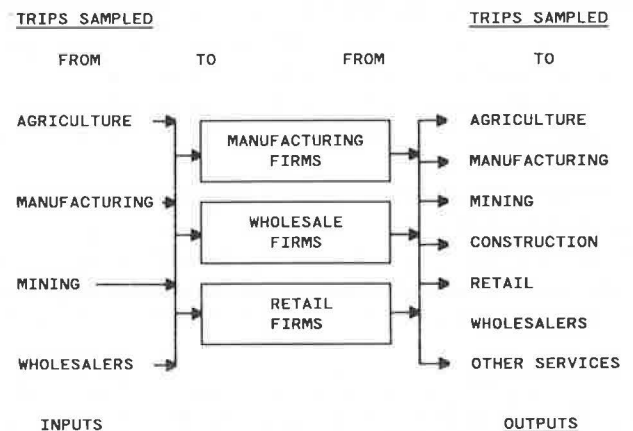 TRIPS SAMPLED TRIPS SAMPLED
FROM TO FROM TO
AGRICULTURE AGRICULTURE
MANUFACTURING
FIRMS
MANUFACTURING
MANUFACTURING MINING
WHOLESALE
FIRMS
CONSTRUCTION
MINING RETAIL
RETAIL
FIRMS
WHOLESALERS
WHOLESALERS OTHER SERVICES
INPUTS OUTPUTS